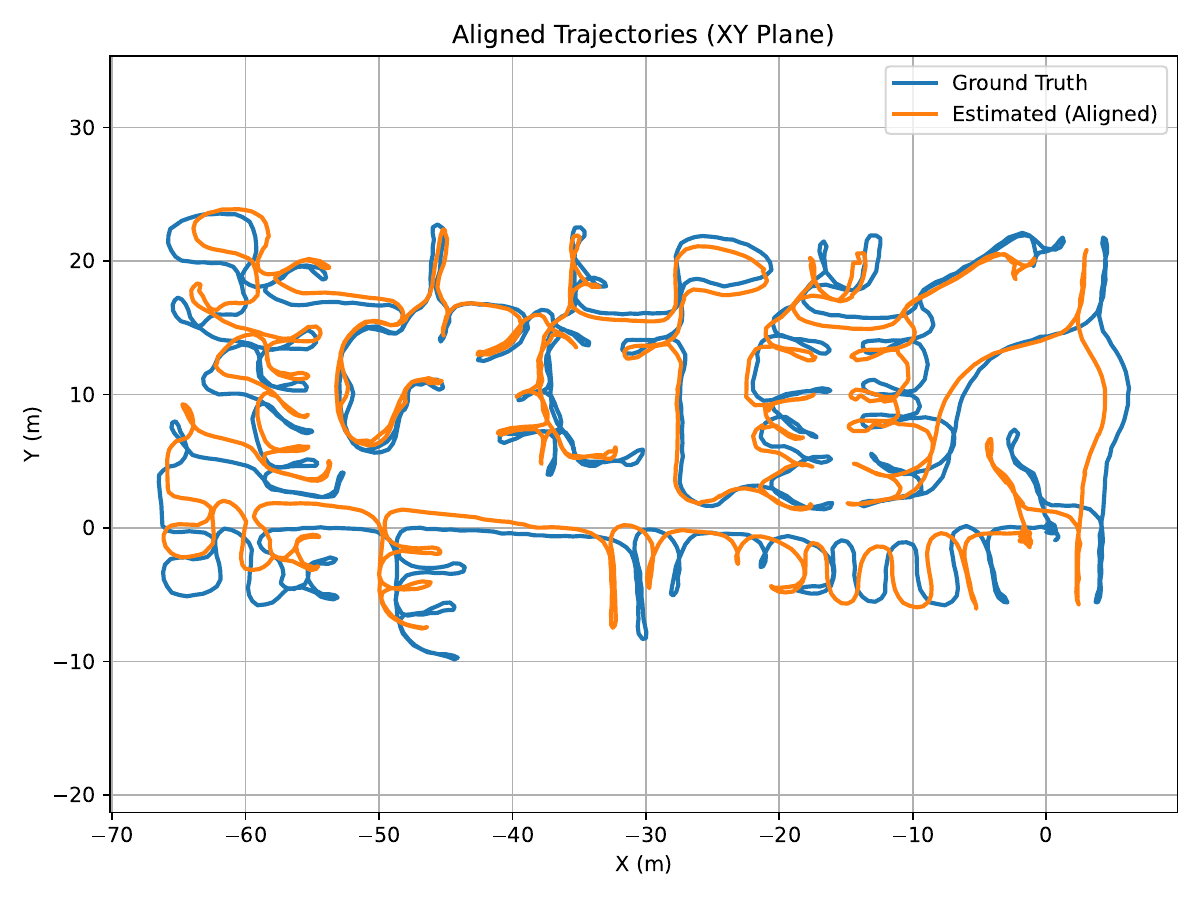 Aligned Trajectories (XY Plane)
Ground Truth
Estimated (Aligned)
30
20
10
0
−10
−20
Y (m)
−70 −60 −50 −40 −30 −20 −10 0
X (m)